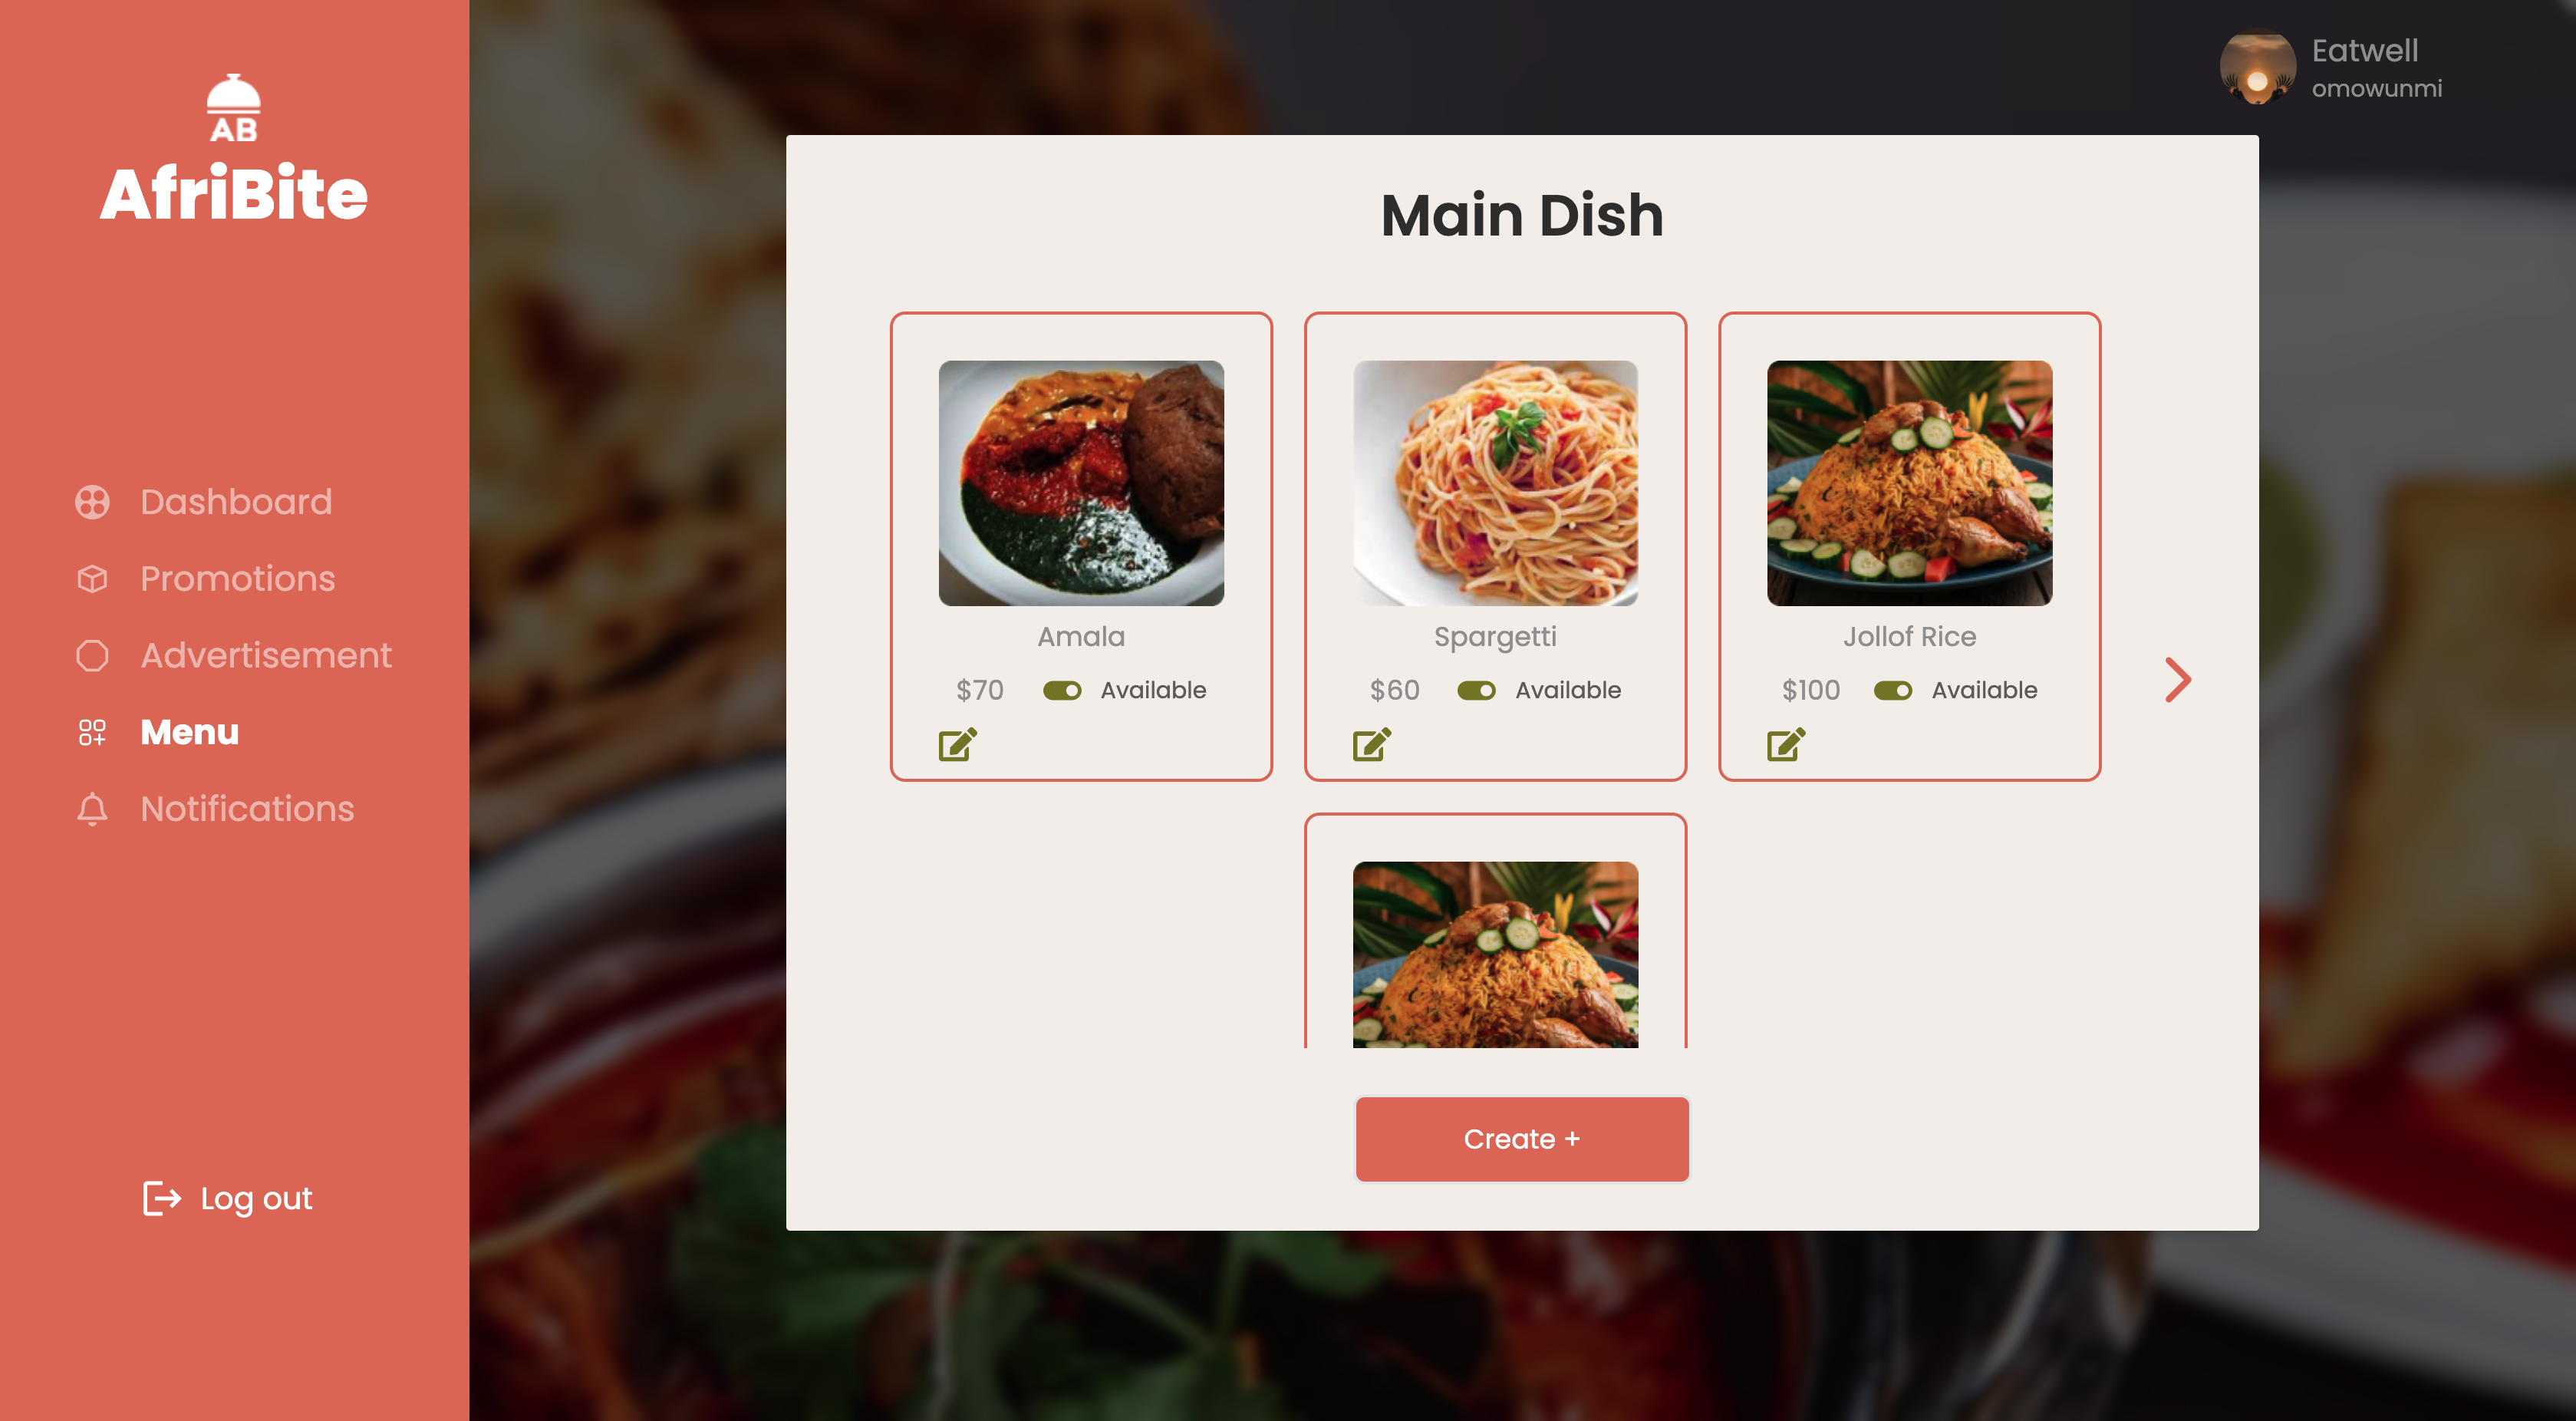 AB
AfriBite
Dashboard
Promotions
Advertisement
Menu
Notifications
Log out
Eatwell
omowunmi
Main Dish
Amala
$70 Available
Spargetti
$60 Available
Jollof Rice
$100 Available
Create +